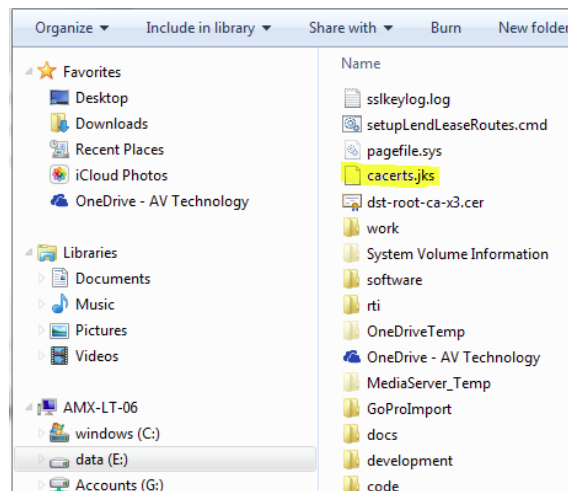 Organize Include in library Share with Burn New folder
Favorites
Desktop
Downloads
Recent Places
iCloud Photos
OneDrive - AV Technology
Libraries
Documents
Music
Pictures
Videos
AMX-LT-06
windows (C:)
data (E:)
Accounts (G:)
Name
sslkeylog.log
setupLendLeaseRoutes.cmd
pagefile.sys
cacerts.jks
dst-root-ca-x3.cer
work
System Volume Information
software
rti
OneDriveTemp
OneDrive - AV Technology
MediaServer_Temp
GoProImport
docs
development
code